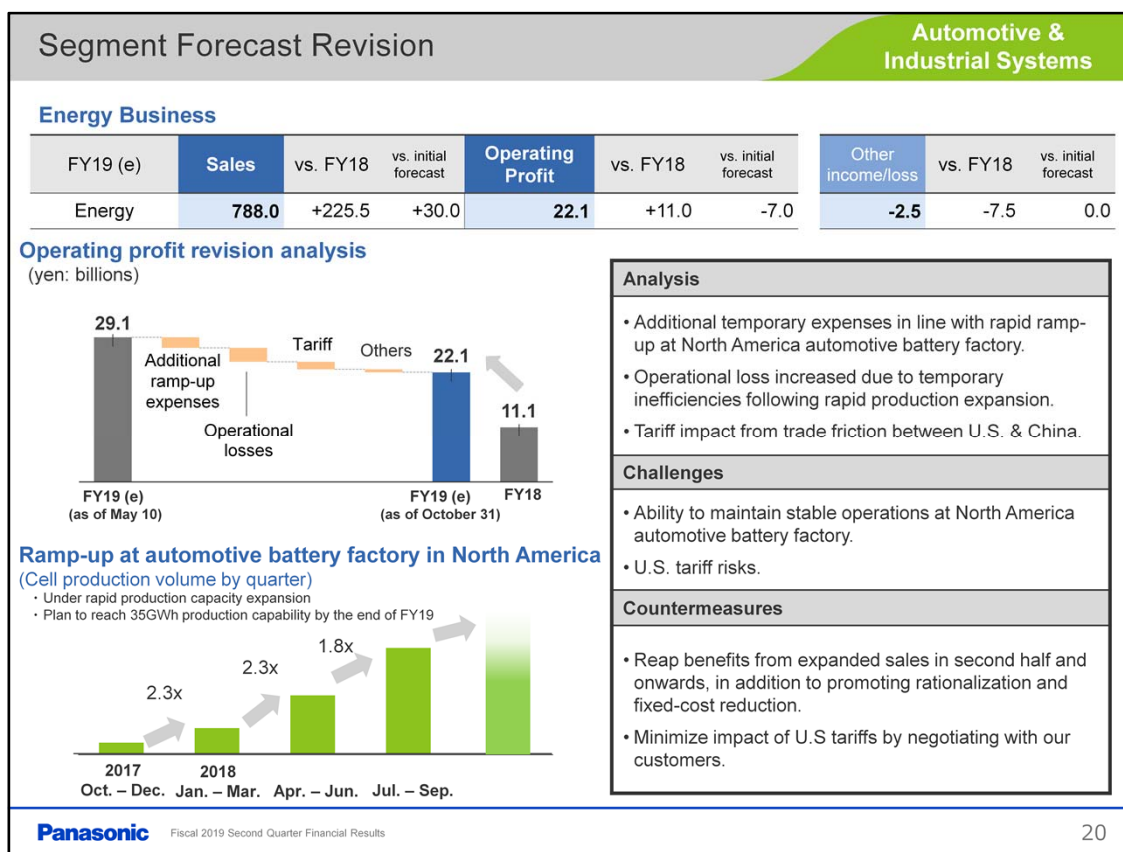 Segment Forecast Revision
Automotive &
Industrial Systems
Energy Business
FY19 (e) Sales vs. FY18 vs. initial forecast Operating Profit vs. FY18 vs. initial forecast Other income/loss vs. FY18 vs. initial forecast
Energy 788.0 +225.5 +30.0 22.1 +11.0 -7.0 -2.5 -7.5 0.0
Operating profit revision analysis
(yen: billions)
29.1
Additional
ramp-up
expenses
Operational
losses
Tariff
Others
22.1
11.1
FY19 (e)
(as of May 10)
FY19 (e)
(as of October 31)
FY18
Ramp-up at automotive battery factory in North America
(Cell production volume by quarter)
・Under rapid production capacity expansion
・Plan to reach 35GWh production capability by the end of FY19
2.3x
2.3x
1.8x
2017
Oct. – Dec.
2018
Jan. – Mar.
Apr. – Jun.
Jul. – Sep.
Analysis
• Additional temporary expenses in line with rapid ramp-
up at North America automotive battery factory.
• Operational loss increased due to temporary
inefficiencies following rapid production expansion.
• Tariff impact from trade friction between U.S. & China.
Challenges
• Ability to maintain stable operations at North America
automotive battery factory.
• U.S. tariff risks.
Countermeasures
• Reap benefits from expanded sales in second half and
onwards, in addition to promoting rationalization and
fixed-cost reduction.
• Minimize impact of U.S tariffs by negotiating with our
customers.
Panasonic Fiscal 2019 Second Quarter Financial Results 20